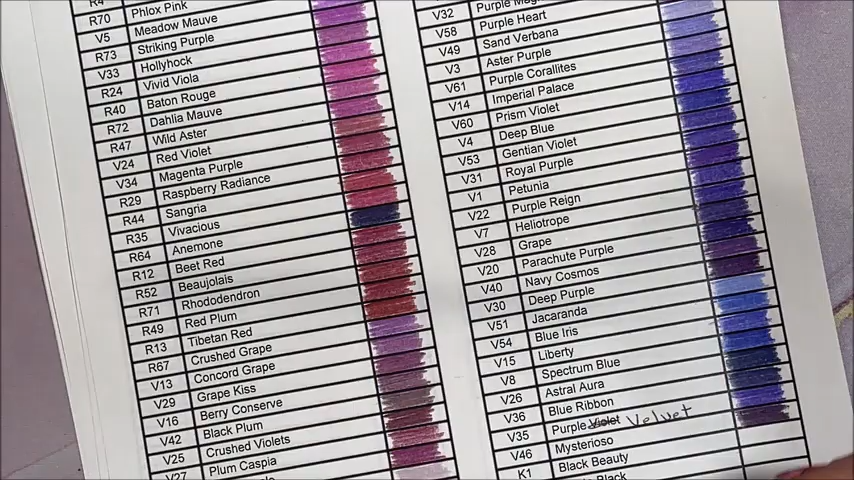 R70 Phlox Pink
V5 Meadow Mauve
R73 Striking Purple
V33 Hollyhock
R24 Vivid Viola
R40 Baton Rouge
R72 Dahlia Mauve
R47 Wild Aster
V24 Red Violet
V34 Magenta Purple
R29 Raspberry Radiance
R44 Sangria
R35 Vivacious
R64 Anemone
R12 Beet Red
R52 Beaujolais
R71 Rhododendron
R49 Red Plum
R13 Tibetan Red
R67 Crushed Grape
V13 Concord Grape
V29 Grape Kiss
V16 Berry Conserve
V42 Black Plum
V25 Crushed Violets
V27 Plum Caspia
V32 Purple
V58 Purple Heart
V49 Sand Verbana
V3 Aster Purple
V61 Purple Corallites
V14 Imperial Palace
V60 Prism Violet
V4 Deep Blue
V53 Gentian Violet
V31 Royal Purple
V1 Petunia
V22 Purple Reign
V7 Heliotrope
V28 Grape
V20 Parachute Purple
V40 Navy Cosmos
V30 Deep Purple
V51 Jacaranda
V54 Blue Iris
V15 Liberty
V8 Spectrum Blue
V26 Astral Aura
V36 Blue Ribbon
V35 Purple Violet Velvet
V46 Mysterioso
K1 Black Beauty